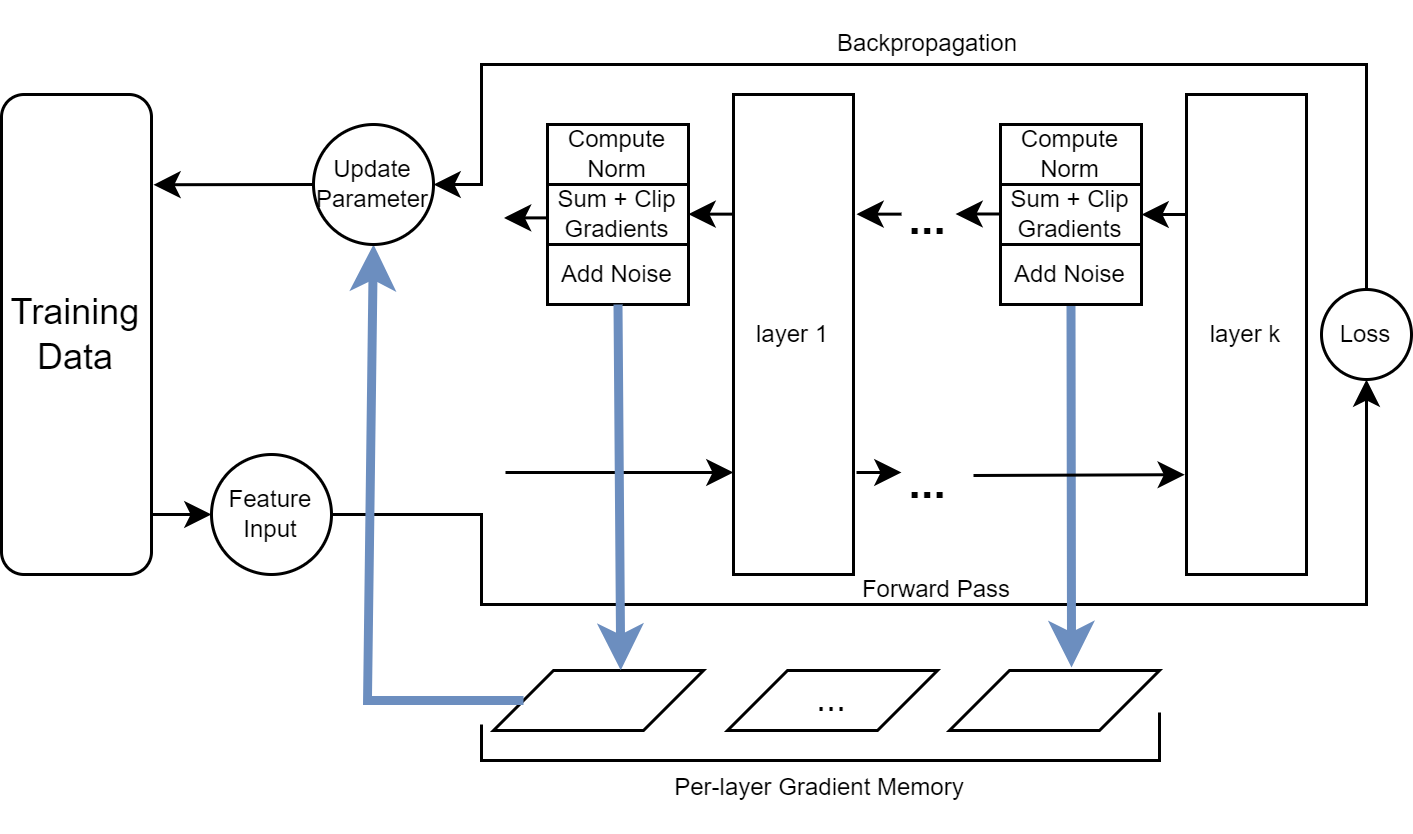 Backpropagation
Training
Data
Update
Parameter
Compute
Norm
Sum + Clip
Gradients
Add Noise
layer 1
...
Compute
Norm
Sum + Clip
Gradients
Add Noise
layer k
Loss
Feature
Input
...
Forward Pass
...
Per-layer Gradient Memory